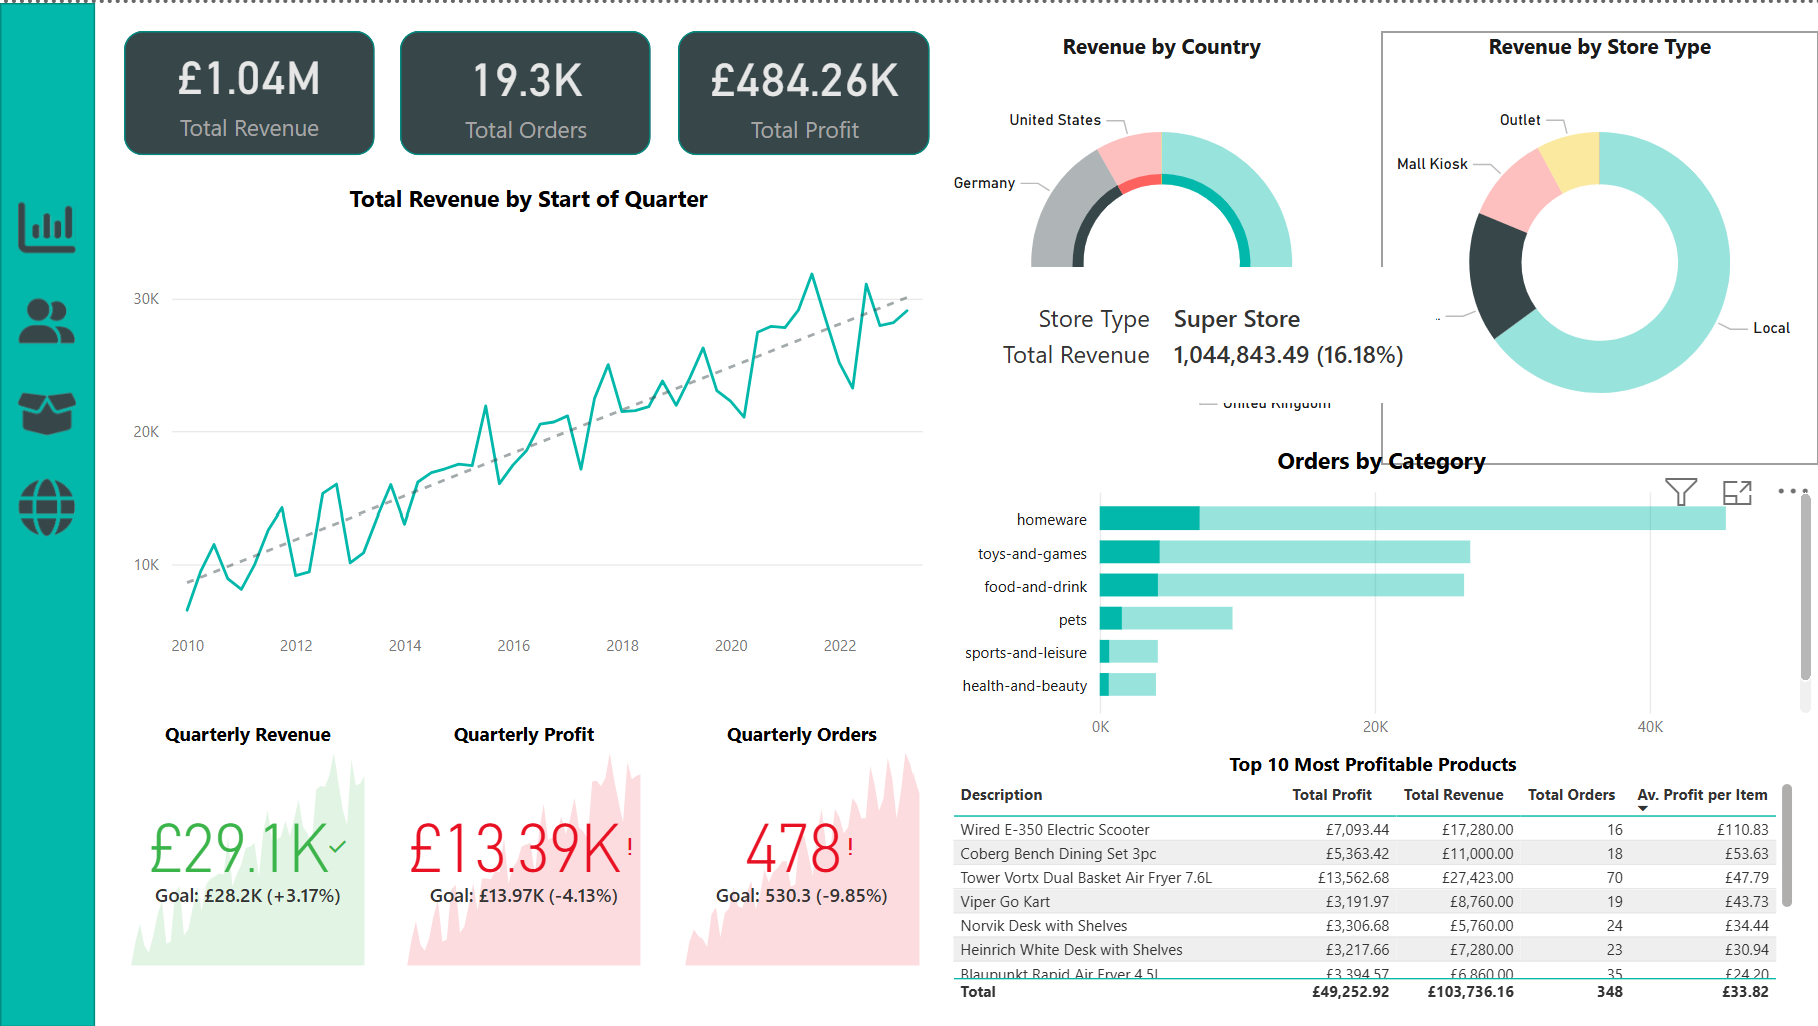 £1.04M
Total Revenue
19.3K
Total Orders
£484.26K
Total Profit
Total Revenue by Start of Quarter
30K
20K
10K
2010 2012 2014 2016 2018 2020 2022
Quarterly Revenue
£29.1K
Goal: £28.2K (+3.17%)
Quarterly Profit
£13.39K!
Goal: £13.97K (-4.13%)
Quarterly Orders
478!
Goal: 530.3 (-9.85%)
Revenue by Country
United States
Germany
United Kingdom
Store Type Super Store
Total Revenue 1,044,843.49 (16.18%)
Revenue by Store Type
Outlet
Mall Kiosk
..
Local
Orders by Category
homeware
toys-and-games
food-and-drink
pets
sports-and-leisure
health-and-beauty
0K 20K 40K
Top 10 Most Profitable Products
Description Total Profit Total Revenue Total Orders Av. Profit per Item
Wired E-350 Electric Scooter £7,093.44 £17,280.00 16 £110.83
Coberg Bench Dining Set 3pc £5,363.42 £11,000.00 18 £53.63
Tower Vortx Dual Basket Air Fryer 7.6L £13,562.68 £27,423.00 70 £47.79
Viper Go Kart £3,191.97 £8,760.00 19 £43.73
Norvik Desk with Shelves £3,306.68 £5,760.00 24 £34.44
Heinrich White Desk with Shelves £3,217.66 £7,280.00 23 £30.94
Blaupunkt Rapid Air Fryer 4.5L £3,394.57 £6,860.00 35 £24.20
Total £49,252.92 £103,736.16 348 £33.82